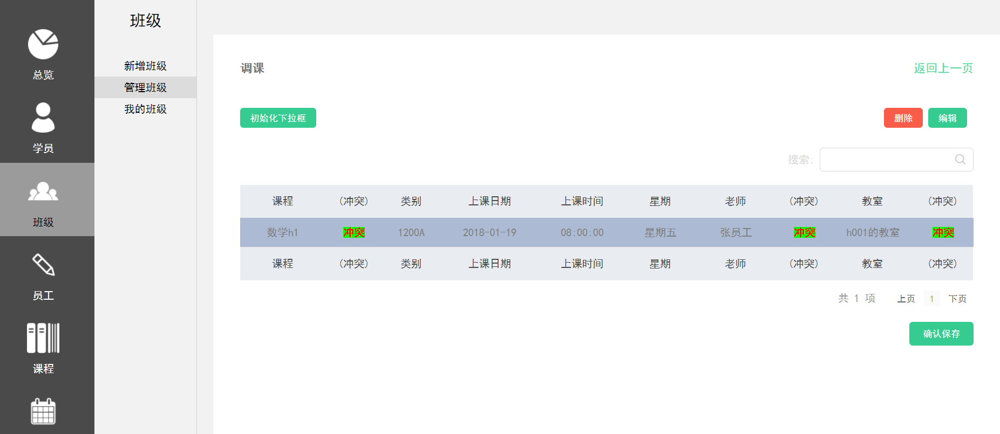 总览
学员
班级
员工
课程
班级
新增班级
管理班级
我的班级
调课 返回上一页
初始化下拉框 删除 编辑
搜索:
课程 (冲突) 类别 上课日期 上课时间 星期 老师 (冲突) 教室 (冲突)
数学h1 冲突 1200A 2018-01-19 08:00:00 星期五 张员工 冲突 h001的教室 冲突
课程 (冲突) 类别 上课日期 上课时间 星期 老师 (冲突) 教室 (冲突)
共 1 项 上页 1 下页
确认保存